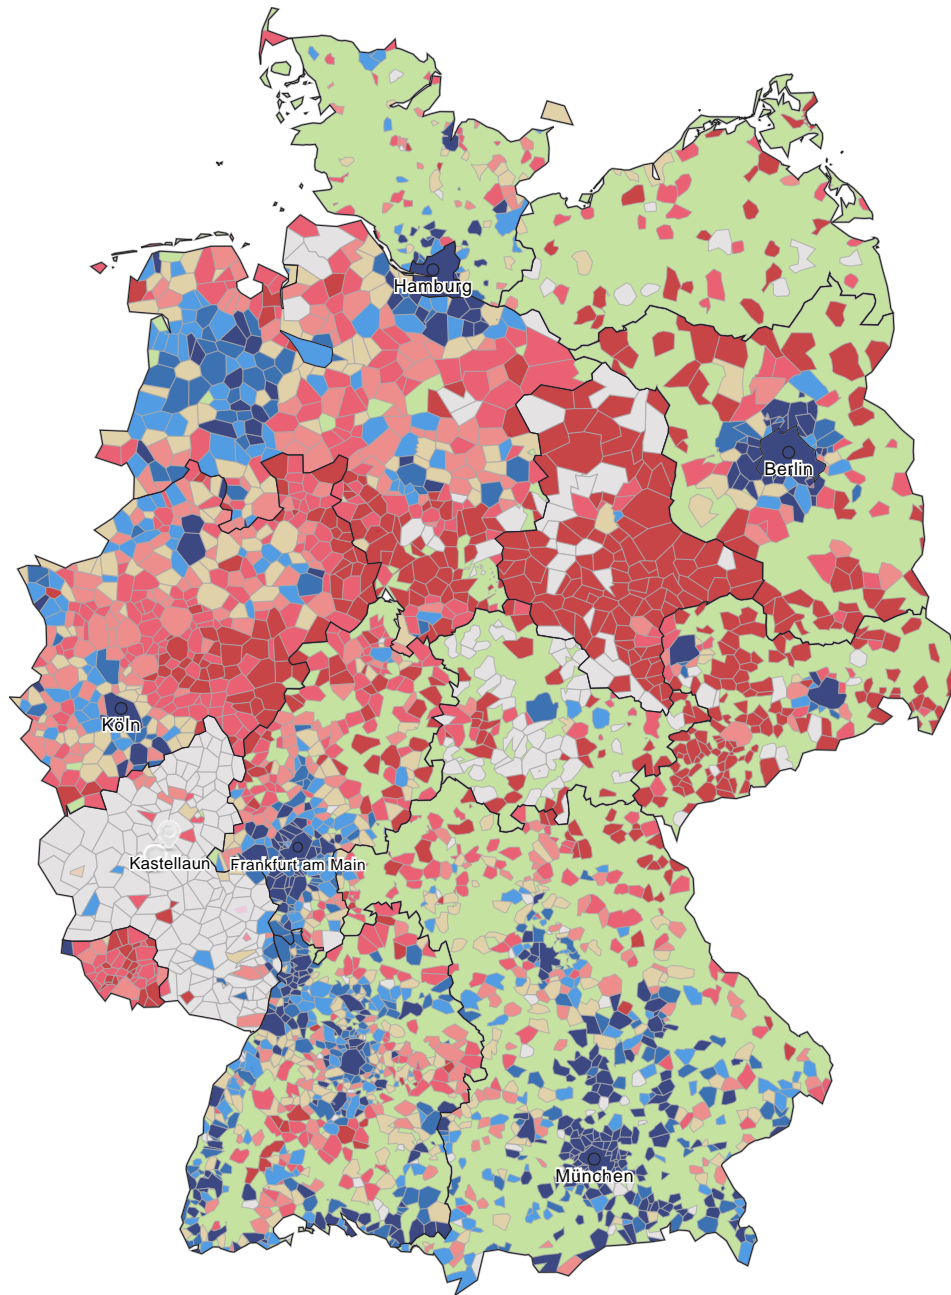 Hamburg
Berlin
Köln
Kastellaun
Frankfurt am Main
München